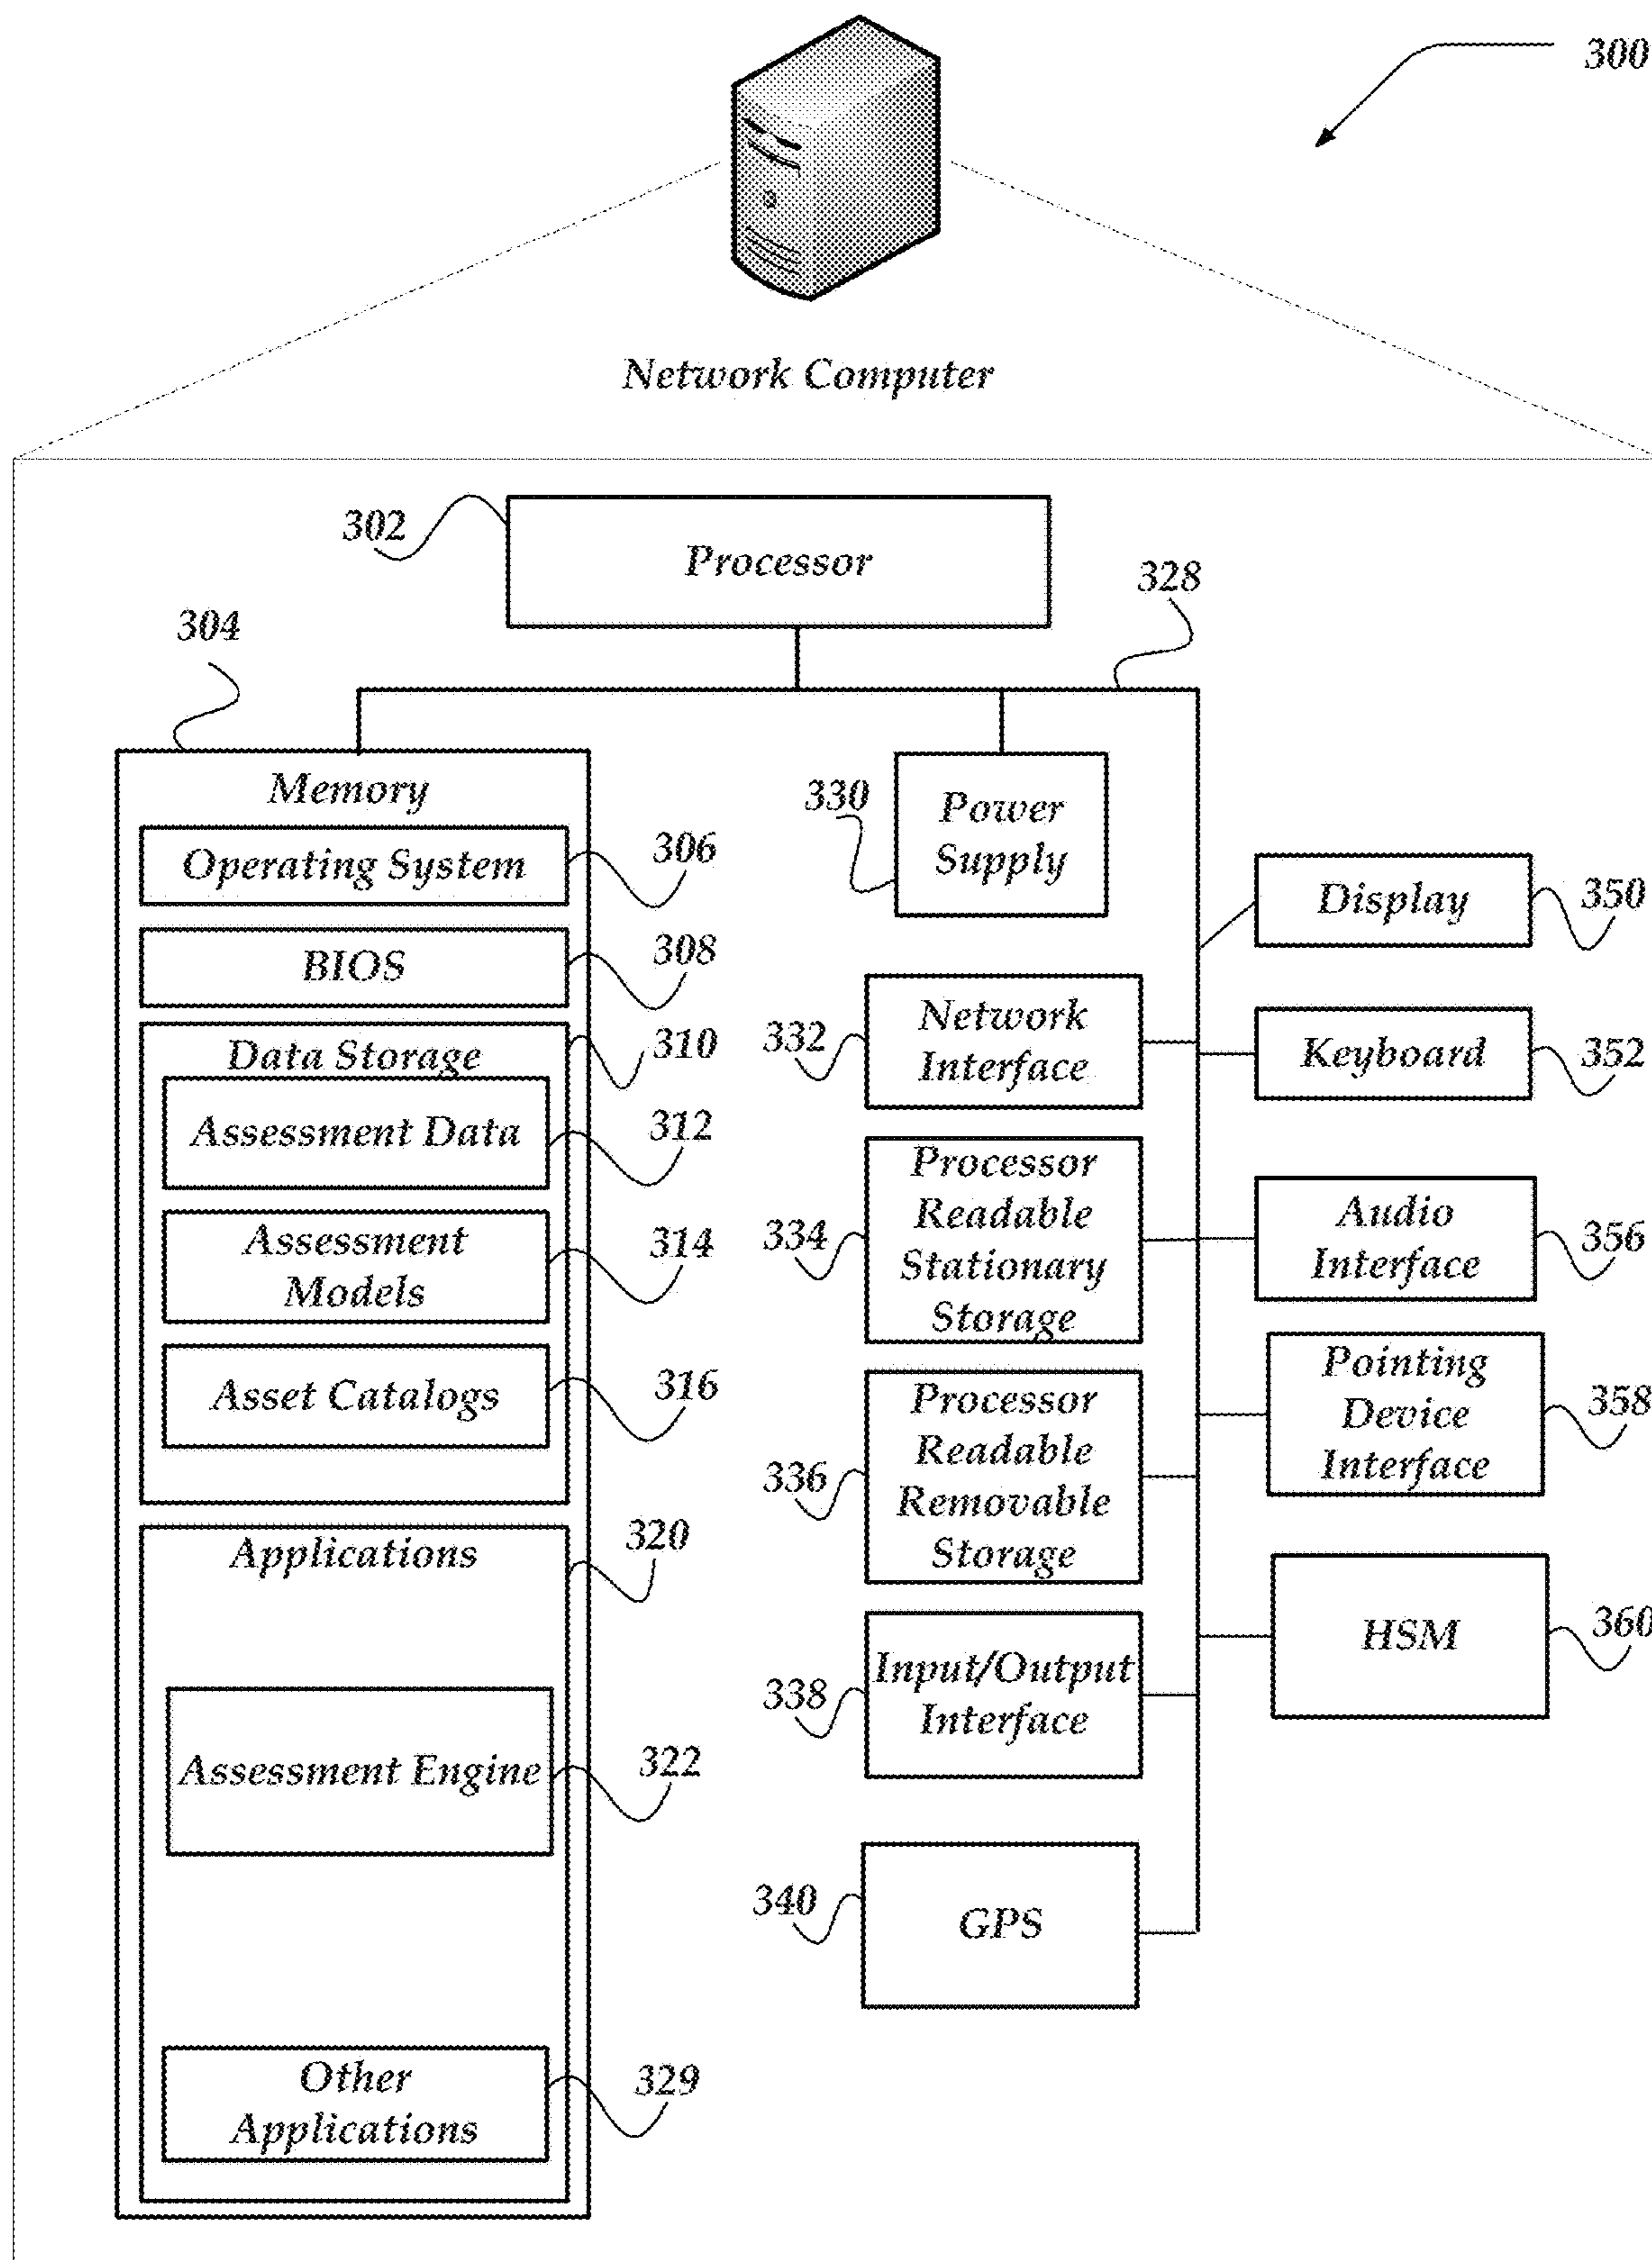 300
Network Computer
302
Processor
328
304
Memory
Operating System
306
BIOS
308
Data Storage
310
Assessment Data
312
Assessment
Models
314
Asset Catalogs
316
Applications
320
Assessment Engine
322
Other
Applications
329
330
Power
Supply
332
Network
Interface
334
Processor
Readable
Stationary
Storage
336
Processor
Readable
Removable
Storage
338
Input/Output
Interface
340
GPS
Display
350
Keyboard
352
Audio
Interface
356
Pointing
Device
Interface
358
HSM
360